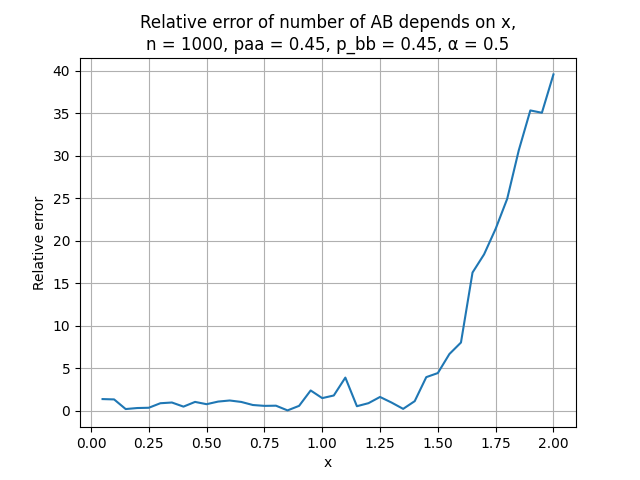 Relative error of number of AB depends on x,
n = 1000, paa = 0.45, p_bb = 0.45, α = 0.5
40
35
30
25
20
15
10
5
0
Relative error
0.00 0.25 0.50 0.75 1.00 1.25 1.50 1.75 2.00
x